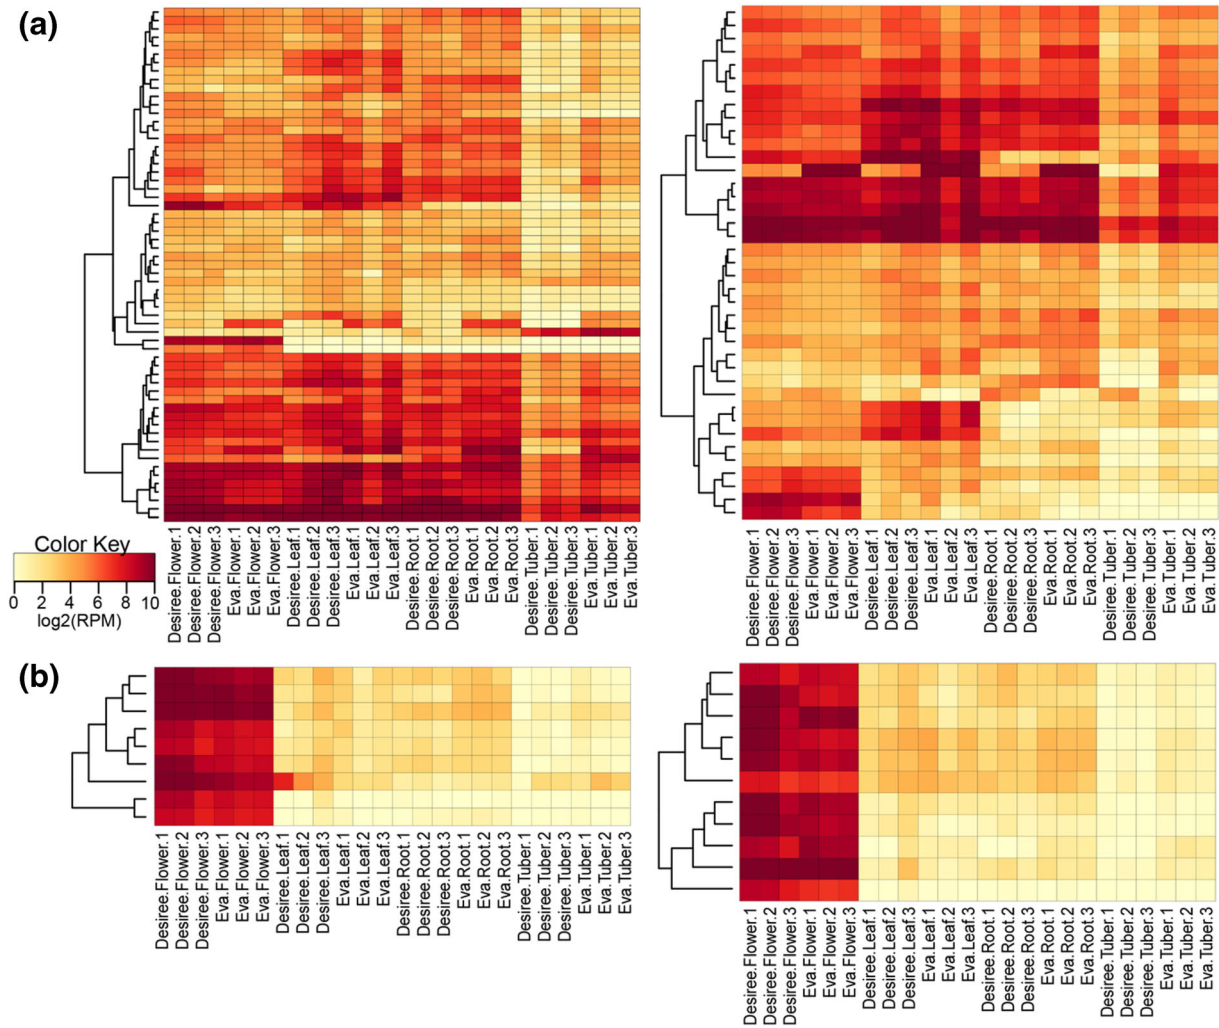 (a)
Color Key
0 2 4 6 8 10
log2(RPM)
Desiree.Flower.1
Desiree.Flower.2
Desiree.Flower.3
Eva.Flower.1
Eva.Flower.2
Eva.Flower.3
Desiree.Leaf.1
Desiree.Leaf.2
Desiree.Leaf.3
Eva.Leaf.1
Eva.Leaf.2
Eva.Leaf.3
Desiree.Root.1
Desiree.Root.2
Desiree.Root.3
Eva.Root.1
Eva.Root.2
Eva.Root.3
Desiree.Tuber.1
Desiree.Tuber.2
Desiree.Tuber.3
Eva.Tuber.1
Eva.Tuber.2
Eva.Tuber.3
Desiree.Flower.1
Desiree.Flower.2
Desiree.Flower.3
Eva.Flower.1
Eva.Flower.2
Eva.Flower.3
Desiree.Leaf.1
Desiree.Leaf.2
Desiree.Leaf.3
Eva.Leaf.1
Eva.Leaf.2
Eva.Leaf.3
Desiree.Root.1
Desiree.Root.2
Desiree.Root.3
Eva.Root.1
Eva.Root.2
Eva.Root.3
Desiree.Tuber.1
Desiree.Tuber.2
Desiree.Tuber.3
Eva.Tuber.1
Eva.Tuber.2
Eva.Tuber.3
(b)
Desiree.Flower.1
Desiree.Flower.2
Desiree.Flower.3
Eva.Flower.1
Eva.Flower.2
Eva.Flower.3
Desiree.Leaf.1
Desiree.Leaf.2
Desiree.Leaf.3
Eva.Leaf.1
Eva.Leaf.2
Eva.Leaf.3
Desiree.Root.1
Desiree.Root.2
Desiree.Root.3
Eva.Root.1
Eva.Root.2
Eva.Root.3
Desiree.Tuber.1
Desiree.Tuber.2
Desiree.Tuber.3
Eva.Tuber.1
Eva.Tuber.2
Eva.Tuber.3
Desiree.Flower.1
Desiree.Flower.2
Desiree.Flower.3
Eva.Flower.1
Eva.Flower.2
Eva.Flower.3
Desiree.Leaf.1
Desiree.Leaf.2
Desiree.Leaf.3
Eva.Leaf.1
Eva.Leaf.2
Eva.Leaf.3
Desiree.Root.1
Desiree.Root.2
Desiree.Root.3
Eva.Root.1
Eva.Root.2
Eva.Root.3
Desiree.Tuber.1
Desiree.Tuber.2
Desiree.Tuber.3
Eva.Tuber.1
Eva.Tuber.2
Eva.Tuber.3